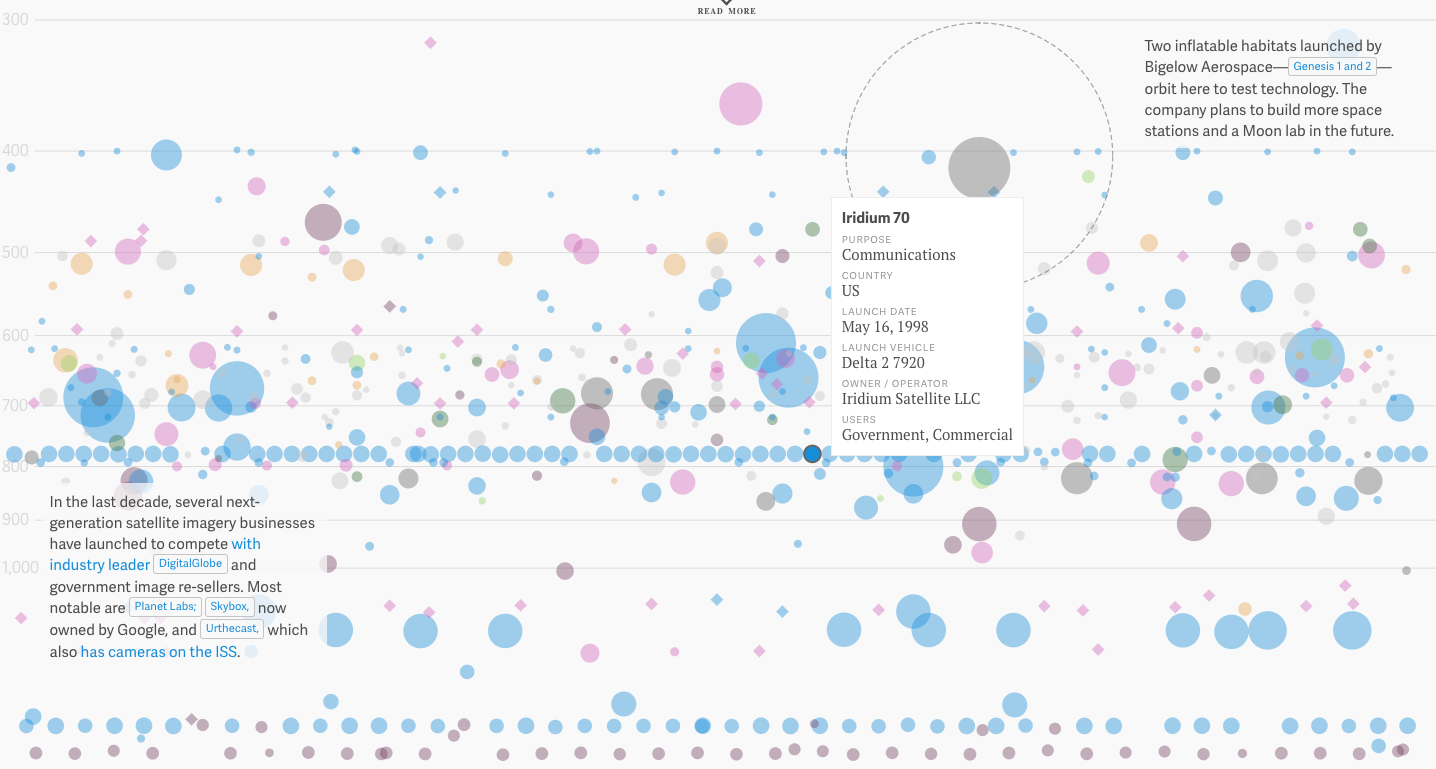 READ MORE
300
Two inflatable habitats launched by
Bigelow Aerospace—Genesis 1 and 2—
orbit here to test technology. The
company plans to build more space
stations and a Moon lab in the future.
400
Iridium 70
PURPOSE
Communications
COUNTRY
US
LAUNCH DATE
May 16, 1998
LAUNCH VEHICLE
Delta 2 7920
OWNER / OPERATOR
Iridium Satellite LLC
USERS
Government, Commercial
500
600
700
800
In the last decade, several next-
generation satellite imagery businesses
have launched to compete with
industry leader DigitalGlobe and
government image re-sellers. Most
notable are Planet Labs; Skybox, now
owned by Google, and Urthecast, which
also has cameras on the ISS.
900
1,000